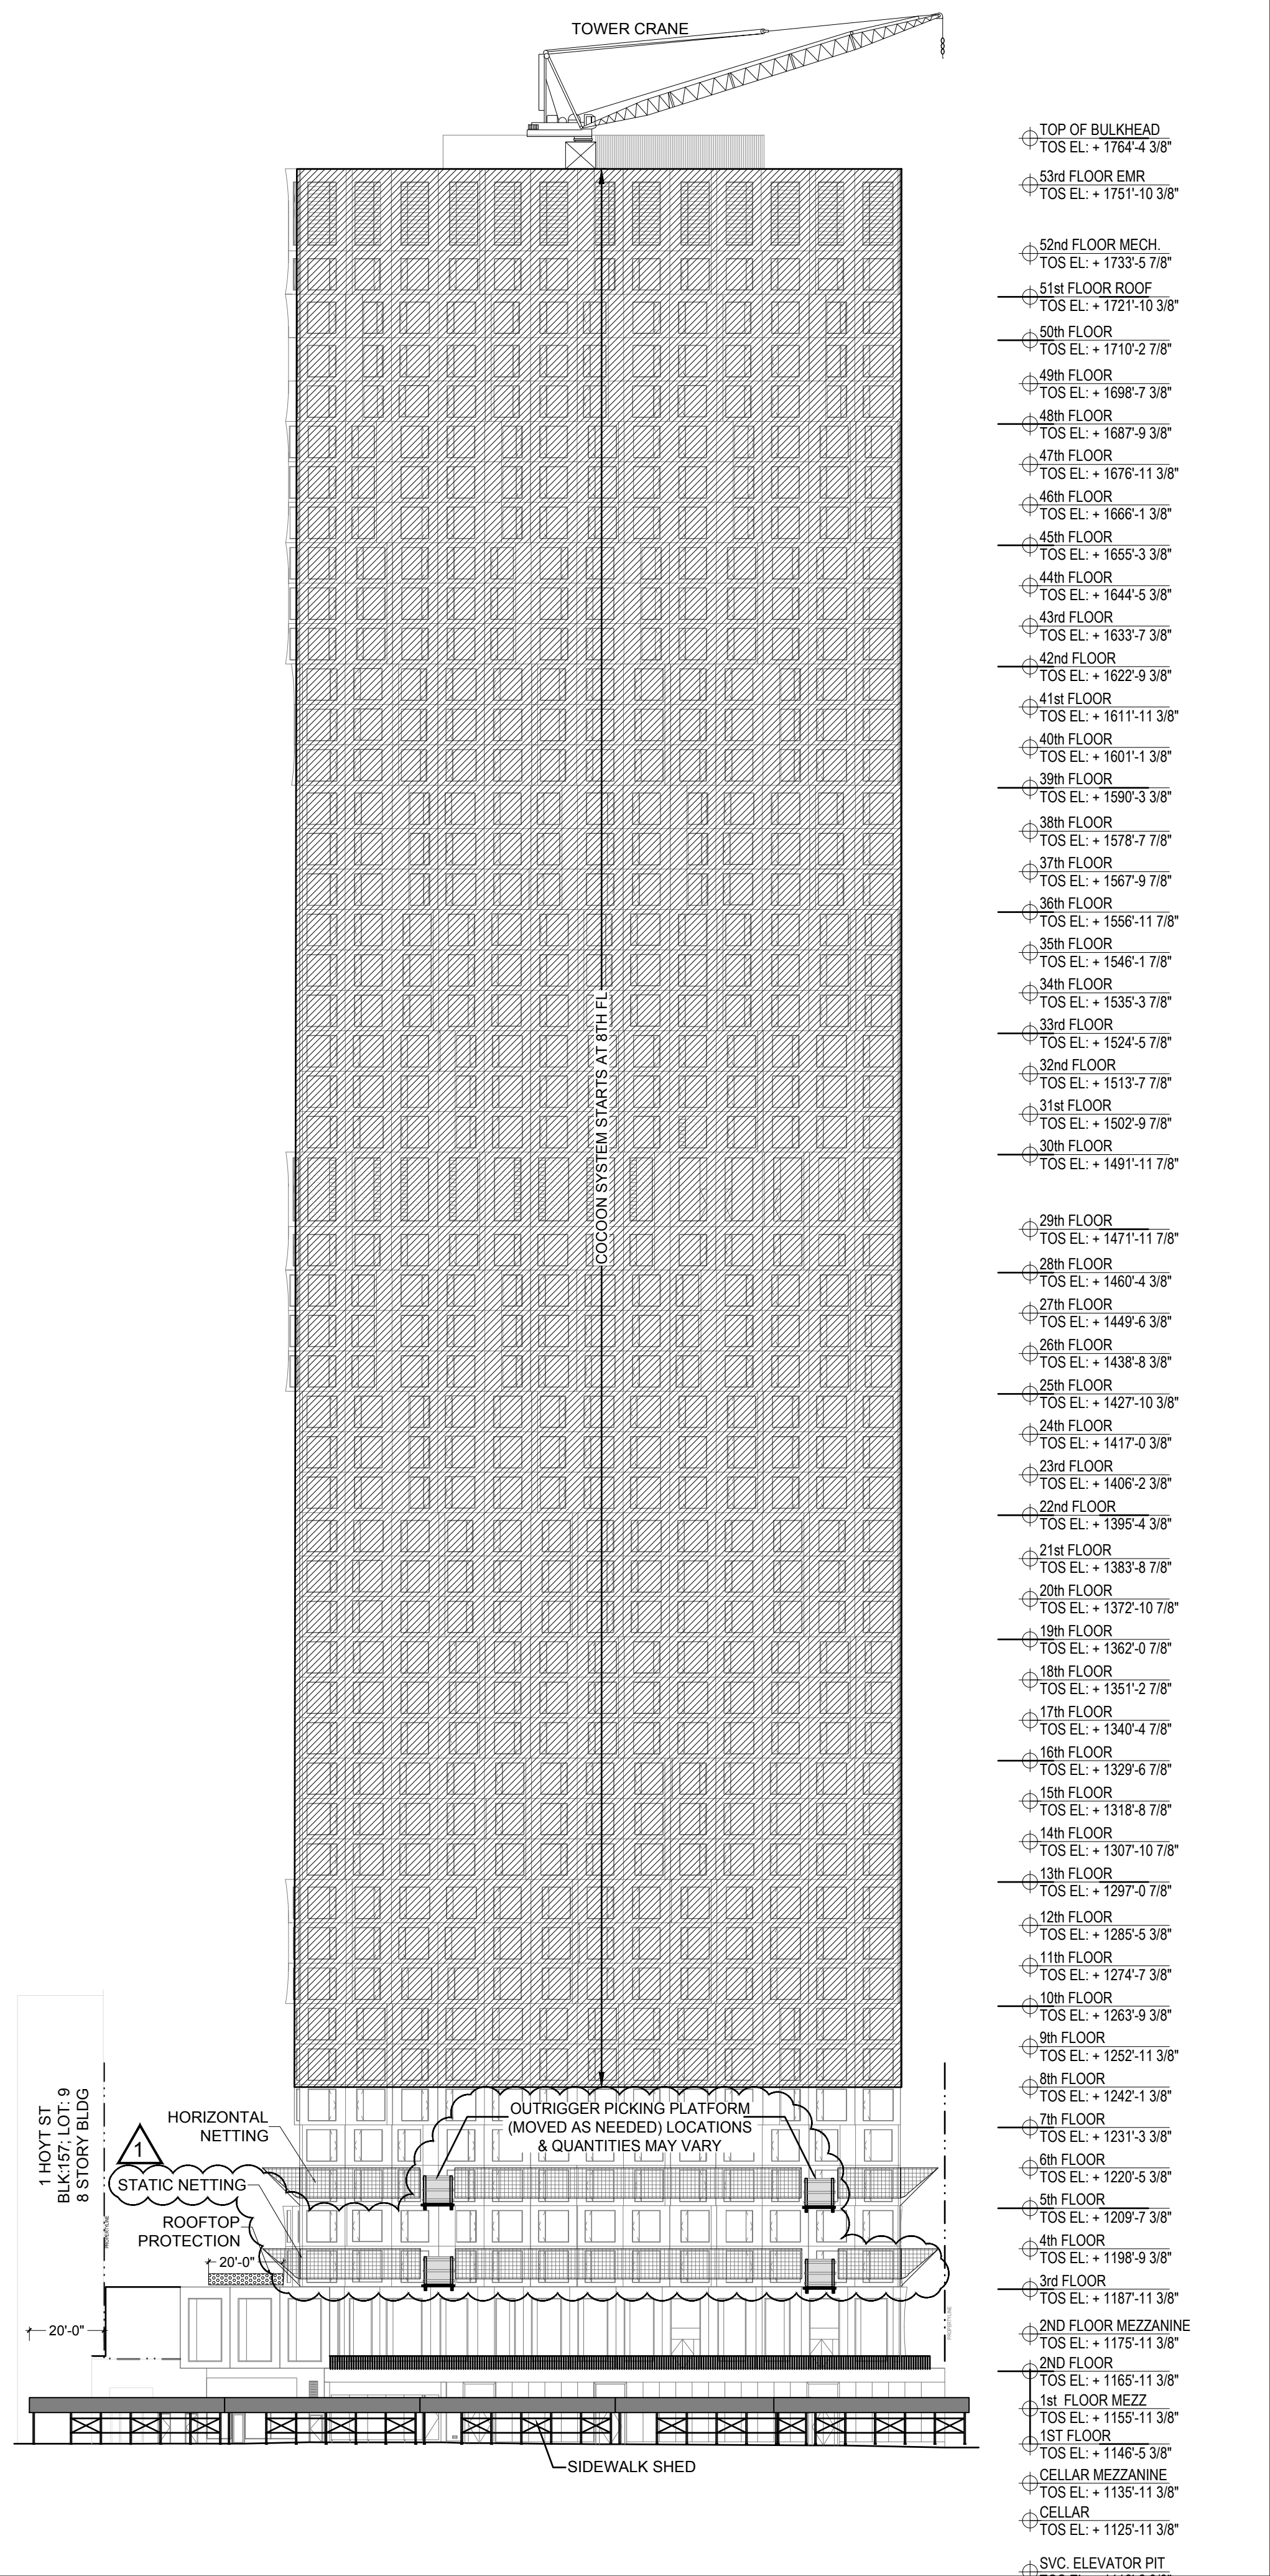 TOWER CRANE
TOP OF BULKHEAD
TOS EL: + 1764'-4 3/8"
53rd FLOOR EMR
TOS EL: + 1751'-10 3/8"
52nd FLOOR MECH.
TOS EL: + 1733'-5 7/8"
51st FLOOR ROOF
TOS EL: + 1721'-10 3/8"
50th FLOOR
TOS EL: + 1710'-2 7/8"
49th FLOOR
TOS EL: + 1698'-7 3/8"
48th FLOOR
TOS EL: + 1687'-9 3/8"
47th FLOOR
TOS EL: + 1676'-11 3/8"
46th FLOOR
TOS EL: + 1666'-1 3/8"
45th FLOOR
TOS EL: + 1655'-3 3/8"
44th FLOOR
TOS EL: + 1644'-5 3/8"
43rd FLOOR
TOS EL: + 1633'-7 3/8"
42nd FLOOR
TOS EL: + 1622'-9 3/8"
41st FLOOR
TOS EL: + 1611'-11 3/8"
40th FLOOR
TOS EL: + 1601'-1 3/8"
39th FLOOR
TOS EL: + 1590'-3 3/8"
38th FLOOR
TOS EL: + 1578'-7 7/8"
37th FLOOR
TOS EL: + 1567'-9 7/8"
36th FLOOR
TOS EL: + 1556'-11 7/8"
35th FLOOR
TOS EL: + 1546'-1 7/8"
34th FLOOR
TOS EL: + 1535'-3 7/8"
33rd FLOOR
TOS EL: + 1524'-5 7/8"
32nd FLOOR
TOS EL: + 1513'-7 7/8"
31st FLOOR
TOS EL: + 1502'-9 7/8"
30th FLOOR
TOS EL: + 1491'-11 7/8"
29th FLOOR
TOS EL: + 1471'-11 7/8"
28th FLOOR
TOS EL: + 1460'-4 3/8"
27th FLOOR
TOS EL: + 1449'-6 3/8"
26th FLOOR
TOS EL: + 1438'-8 3/8"
25th FLOOR
TOS EL: + 1427'-10 3/8"
24th FLOOR
TOS EL: + 1417'-0 3/8"
23rd FLOOR
TOS EL: + 1406'-2 3/8"
22nd FLOOR
TOS EL: + 1395'-4 3/8"
21st FLOOR
TOS EL: + 1383'-8 7/8"
20th FLOOR
TOS EL: + 1372'-10 7/8"
19th FLOOR
TOS EL: + 1362'-0 7/8"
18th FLOOR
TOS EL: + 1351'-2 7/8"
17th FLOOR
TOS EL: + 1340'-4 7/8"
16th FLOOR
TOS EL: + 1329'-6 7/8"
15th FLOOR
TOS EL: + 1318'-8 7/8"
14th FLOOR
TOS EL: + 1307'-10 7/8"
13th FLOOR
TOS EL: + 1297'-0 7/8"
12th FLOOR
TOS EL: + 1285'-5 3/8"
11th FLOOR
TOS EL: + 1274'-7 3/8"
10th FLOOR
TOS EL: + 1263'-9 3/8"
9th FLOOR
TOS EL: + 1252'-11 3/8"
8th FLOOR
TOS EL: + 1242'-1 3/8"
7th FLOOR
TOS EL: + 1231'-3 3/8"
6th FLOOR
TOS EL: + 1220'-5 3/8"
5th FLOOR
TOS EL: + 1209'-7 3/8"
4th FLOOR
TOS EL: + 1198'-9 3/8"
3rd FLOOR
TOS EL: + 1187'-11 3/8"
2ND FLOOR MEZZANINE
TOS EL: + 1175'-11 3/8"
2ND FLOOR
TOS EL: + 1165'-11 3/8"
1st FLOOR MEZZ
TOS EL: + 1155'-11 3/8"
1ST FLOOR
TOS EL: + 1146'-5 3/8"
CELLAR MEZZANINE
TOS EL: + 1135'-11 3/8"
CELLAR
TOS EL: + 1125'-11 3/8"
SVC. ELEVATOR PIT
COCOON SYSTEM STARTS AT 8TH FL.
1 HOYT ST
BLK:157; LOT: 9
8 STORY BLDG
1
HORIZONTAL
NETTING
STATIC NETTING
ROOFTOP
PROTECTION
20'-0"
20'-0"
OUTRIGGER PICKING PLATFORM
(MOVED AS NEEDED) LOCATIONS
& QUANTITIES MAY VARY
PROPERTY LINE
PROPERTY LINE
SIDEWALK SHED